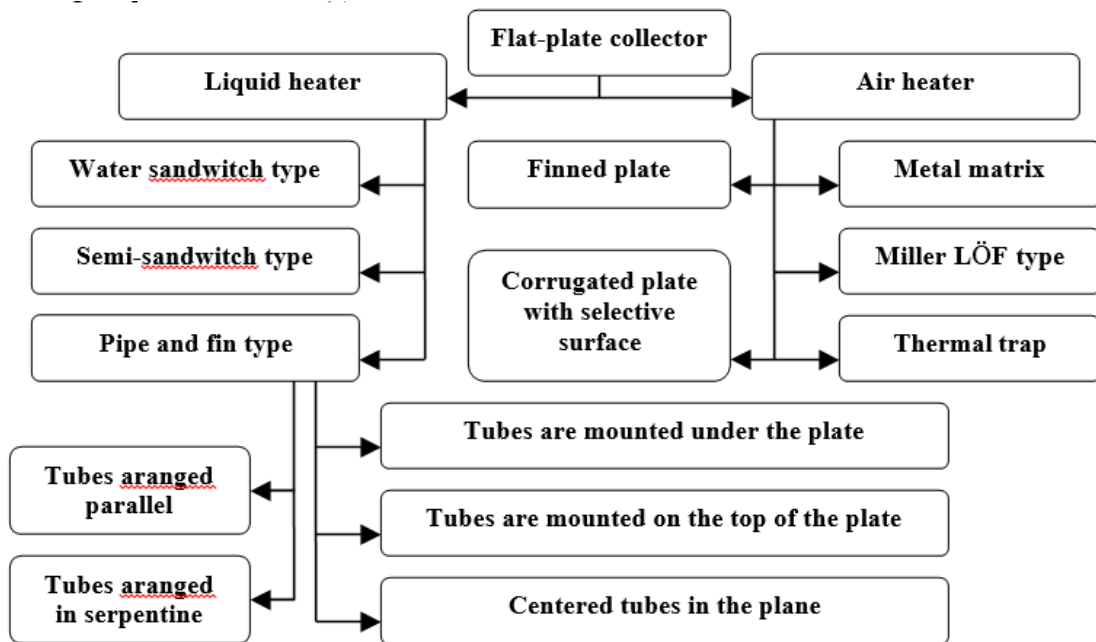 Flat-plate collector
Liquid heater
Air heater
Water sandwitch type
Finned plate
Metal matrix
Semi-sandwitch type
Corrugated plate
with selective
surface
Miller LÖF type
Pipe and fin type
Thermal trap
Tubes are mounted under the plate
Tubes aranged
parallel
Tubes are mounted on the top of the plate
Tubes aranged
in serpentine
Centered tubes in the plane